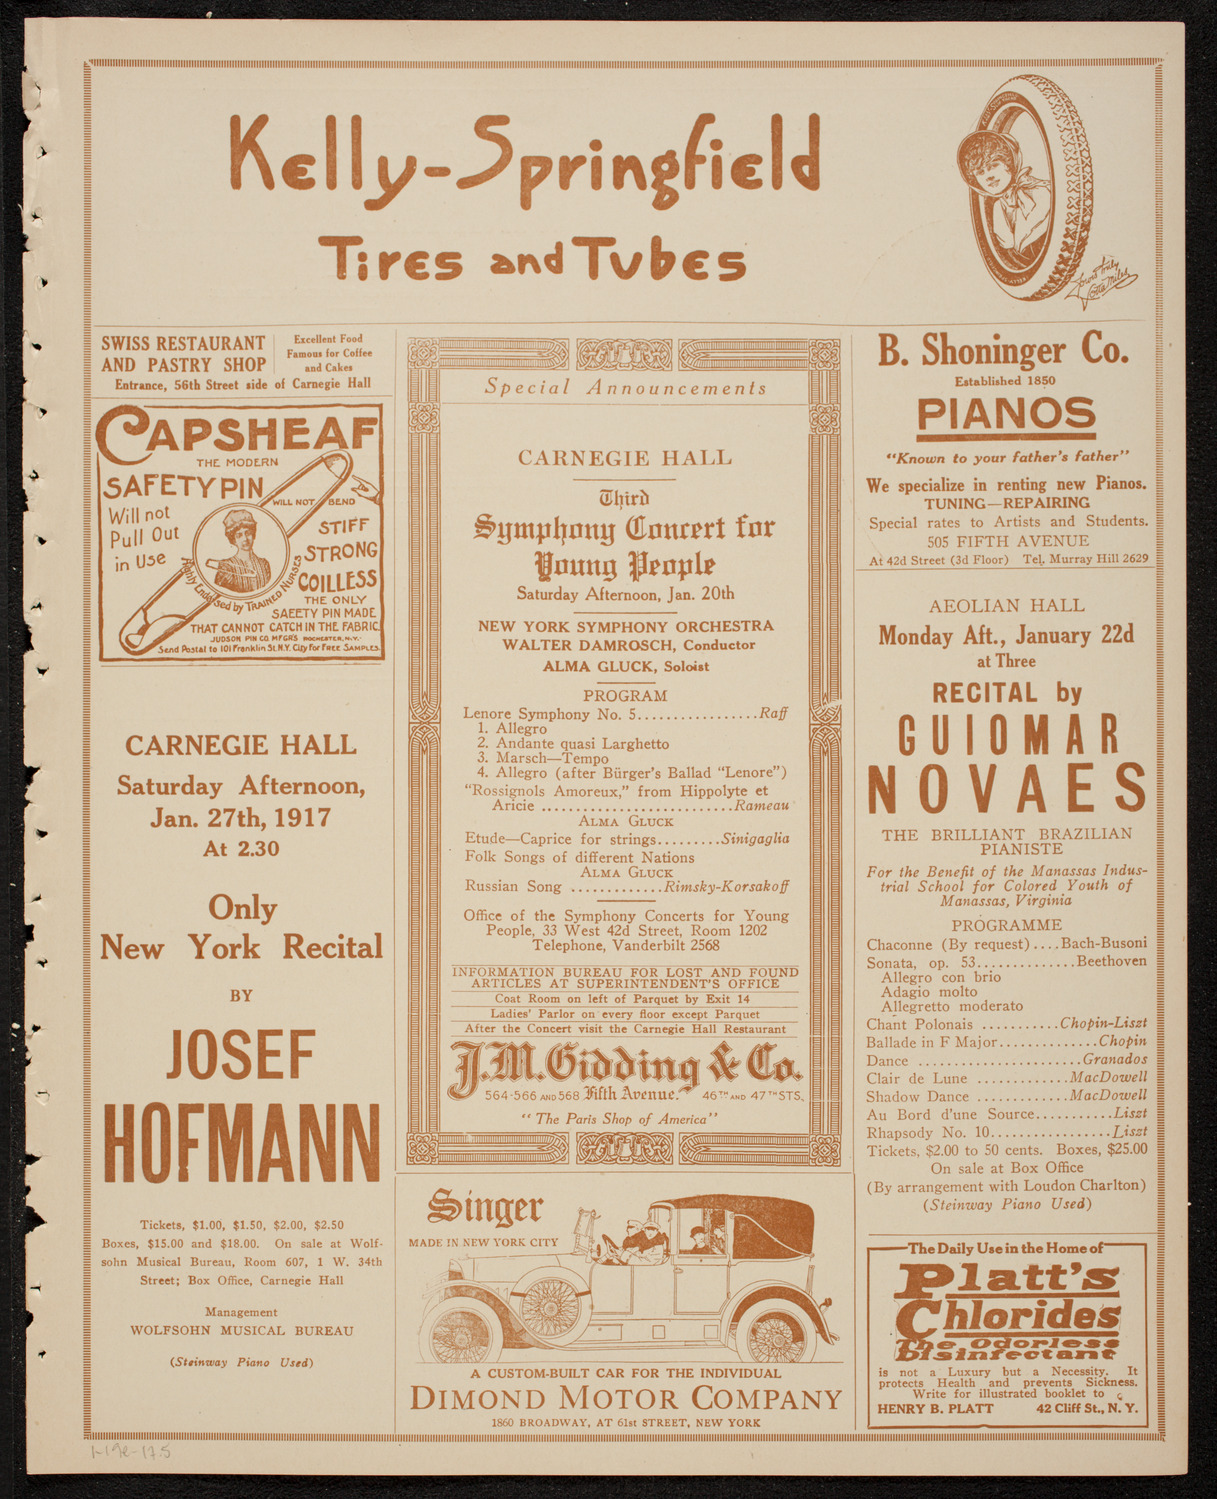 Kelly-Springfield
Tires and Tubes
Yours truly
Lotta Miles
SWISS RESTAURANT
AND PASTRY SHOP
Excellent Food
Famous for Coffee
and Cakes
Entrance, 56th Street side of Carnegie Hall
CAPSHEAF
THE MODERN
SAFETY PIN
WILL NOT BEND
Will not
Pull Out
in Use
STIFF
STRONG
COILLESS
Highly Endorsed by TRAINED NURSES
THE ONLY
SAFETY PIN MADE
THAT CANNOT CATCH IN THE FABRIC
JUDSON PIN CO. MFGRS ROCHESTER, N.Y.
Send Postal to 101 Franklin St. N.Y. City for FREE SAMPLES.
CARNEGIE HALL
Saturday Afternoon,
Jan. 27th, 1917
At 2.30
Only
New York Recital
BY
JOSEF
HOFMANN
Tickets, $1.00, $1.50, $2.00, $2.50
Boxes, $15.00 and $18.00. On sale at Wolf-
sohn Musical Bureau, Room 607, 1 W. 34th
Street; Box Office, Carnegie Hall
Management
WOLFSOHN MUSICAL BUREAU
(Steinway Piano Used)
Special Announcements
CARNEGIE HALL
Third
Symphony Concert for
Young People
Saturday Afternoon, Jan. 20th
NEW YORK SYMPHONY ORCHESTRA
WALTER DAMROSCH, Conductor
ALMA GLUCK, Soloist
PROGRAM
Lenore Symphony No. 5.................Raff
1. Allegro
2. Andante quasi Larghetto
3. Marsch—Tempo
4. Allegro (after Bürger's Ballad "Lenore")
"Rossignols Amoreux," from Hippolyte et
Aricie ...........................Rameau
ALMA GLUCK
Etude—Caprice for strings.........Sinigaglia
Folk Songs of different Nations
ALMA GLUCK
Russian Song .............Rimsky-Korsakoff
Office of the Symphony Concerts for Young
People, 33 West 42d Street, Room 1202
Telephone, Vanderbilt 2568
INFORMATION BUREAU FOR LOST AND FOUND
ARTICLES AT SUPERINTENDENT'S OFFICE
Coat Room on left of Parquet by Exit 14
Ladies' Parlor on every floor except Parquet
After the Concert visit the Carnegie Hall Restaurant
J.M. Gidding & Co.
564-566 AND 568 Fifth Avenue. 46TH AND 47TH STS.
"The Paris Shop of America"
Singer
MADE IN NEW YORK CITY
A CUSTOM-BUILT CAR FOR THE INDIVIDUAL
DIMOND MOTOR COMPANY
1860 BROADWAY, AT 61st STREET, NEW YORK
B. Shoninger Co.
Established 1850
PIANOS
"Known to your father's father"
We specialize in renting new Pianos.
TUNING—REPAIRING
Special rates to Artists and Students.
505 FIFTH AVENUE
At 42d Street (3d Floor) Tel. Murray Hill 2629
AEOLIAN HALL
Monday Aft., January 22d
at Three
RECITAL by
GUIOMAR
NOVAES
THE BRILLIANT BRAZILIAN
PIANISTE
For the Benefit of the Manassas Indus-
trial School for Colored Youth of
Manassas, Virginia
PROGRAMME
Chaconne (By request)....Bach-Busoni
Sonata, op. 53..............Beethoven
Allegro con brio
Adagio molto
Allegretto moderato
Chant Polonais ...........Chopin-Liszt
Ballade in F Major..............Chopin
Dance .......................Granados
Clair de Lune .............MacDowell
Shadow Dance .............MacDowell
Au Bord d'une Source...........Liszt
Rhapsody No. 10.................Liszt
Tickets, $2.00 to 50 cents. Boxes, $25.00
On sale at Box Office
(By arrangement with Loudon Charlton)
(Steinway Piano Used)
The Daily Use in the Home of
Platt's
Chlorides
The Odorless
Disinfectant
is not a Luxury but a Necessity. It
protects Health and prevents Sickness.
Write for illustrated booklet to
HENRY B. PLATT 42 Cliff St., N. Y.
1-19e-17.5